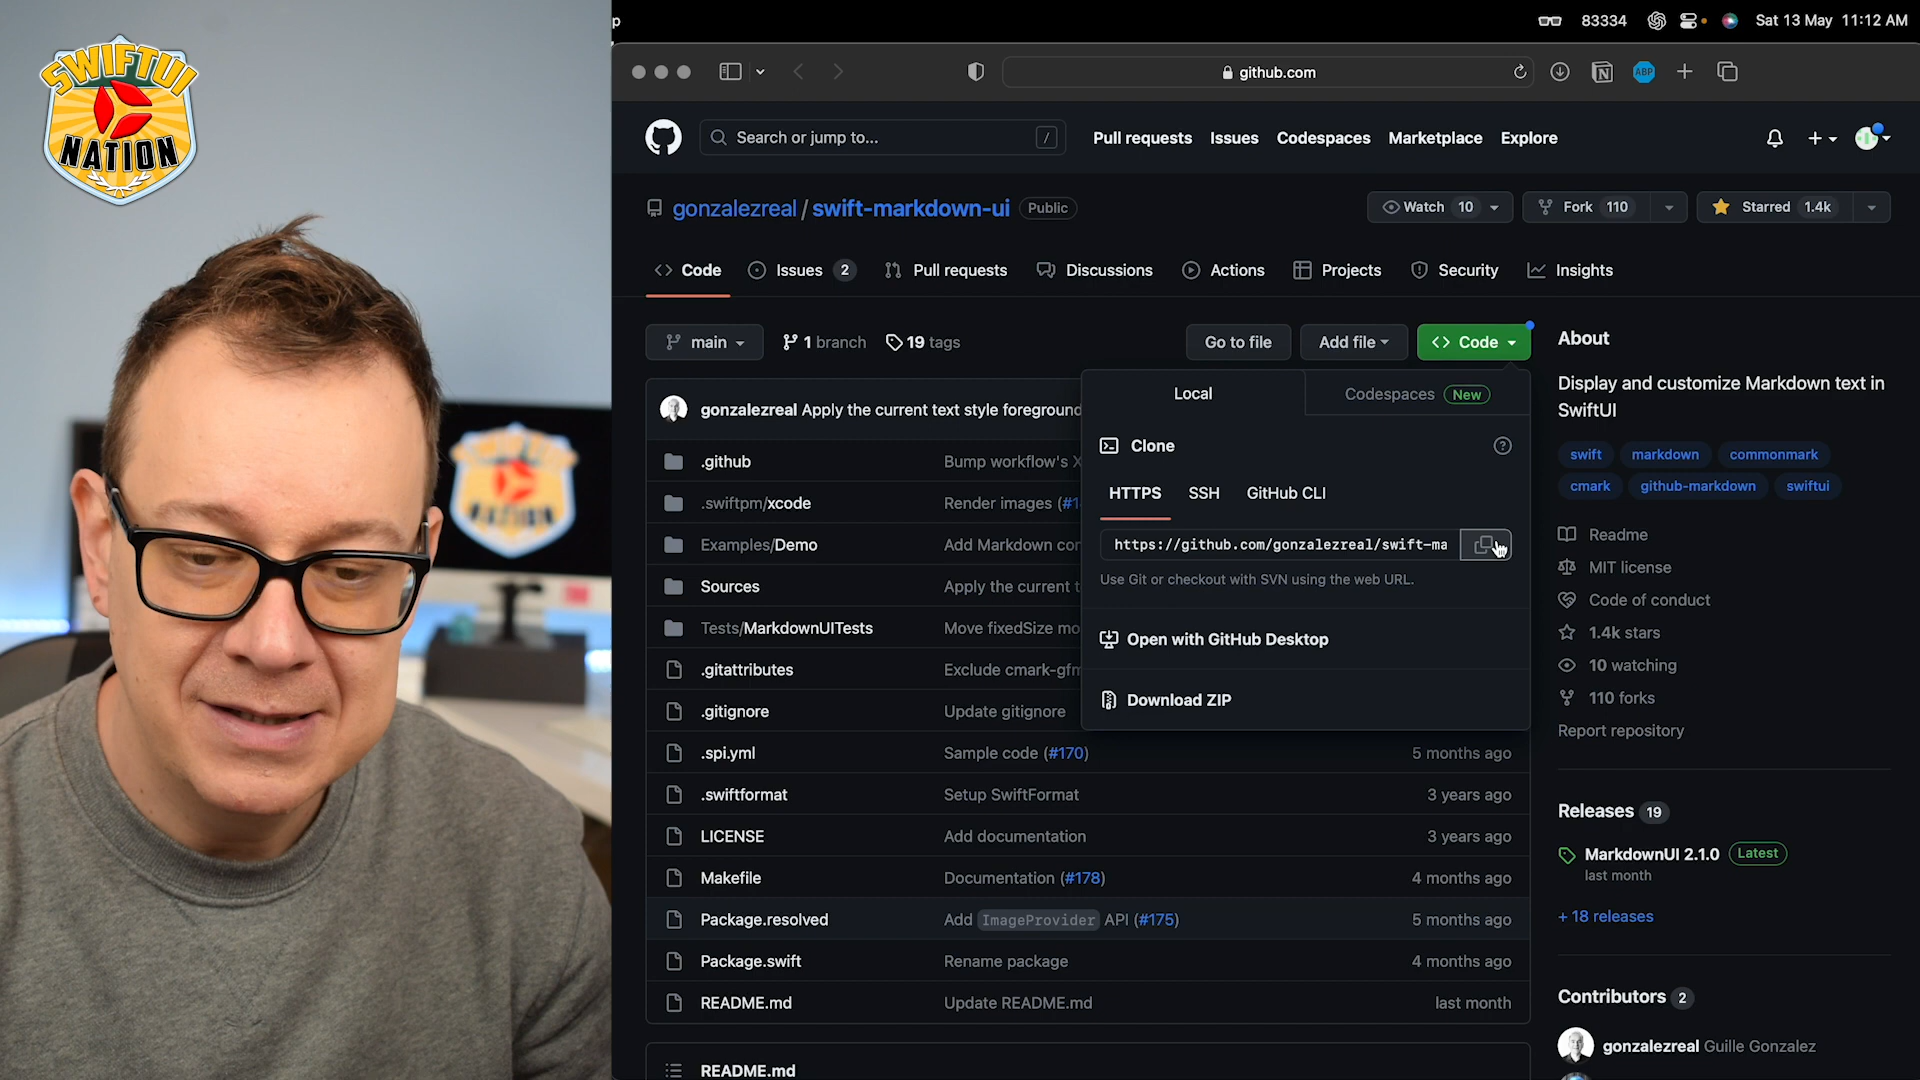 SWIFTUI
NATION
p
83334
Sat 13 May 11:12 AM
github.com
ABP
Search or jump to...
/
Pull requests
Issues
Codespaces
Marketplace
Explore
gonzalezreal / swift-markdown-ui
Public
Watch 10
Fork 110
Starred 1.4k
Code
Issues 2
Pull requests
Discussions
Actions
Projects
Security
Insights
main
1 branch
19 tags
Go to file
Add file
Code
gonzalezreal Apply the current text style foreground
.github
Bump workflow's X
.swiftpm/xcode
Render images (#1
Examples/Demo
Add Markdown cor
Sources
Apply the current t
Tests/MarkdownUITests
Move fixedSize mo
.gitattributes
Exclude cmark-gfm
.gitignore
Update gitignore
.spi.yml
Sample code (#170)
5 months ago
.swiftformat
Setup SwiftFormat
3 years ago
LICENSE
Add documentation
3 years ago
Makefile
Documentation (#178)
4 months ago
Package.resolved
Add ImageProvider API (#175)
5 months ago
Package.swift
Rename package
4 months ago
README.md
Update README.md
last month
README.md
Local
Codespaces New
Clone
HTTPS
SSH
GitHub CLI
https://github.com/gonzalezreal/swift-ma
Use Git or checkout with SVN using the web URL.
Open with GitHub Desktop
Download ZIP
About
Display and customize Markdown text in
SwiftUI
swift
markdown
commonmark
cmark
github-markdown
swiftui
Readme
MIT license
Code of conduct
1.4k stars
10 watching
110 forks
Report repository
Releases 19
MarkdownUI 2.1.0 Latest
last month
+ 18 releases
Contributors 2
gonzalezreal Guille Gonzalez
SWIFTUI
NATION